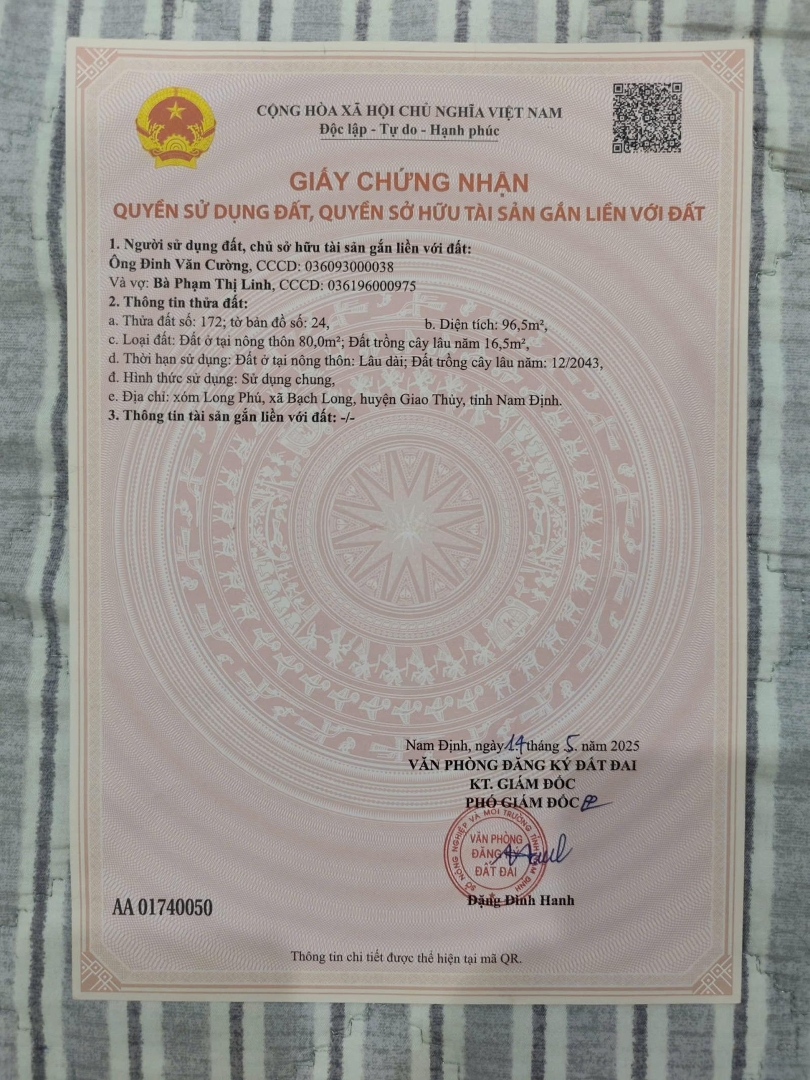 CỘNG HÒA XÃ HỘI CHỦ NGHĨA VIỆT NAM
Độc lập - Tự do - Hạnh phúc
GIẤY CHỨNG NHẬN
QUYỀN SỬ DỤNG ĐẤT, QUYỀN SỞ HỮU TÀI SẢN GẮN LIỀN VỚI ĐẤT
1. Người sử dụng đất, chủ sở hữu tài sản gắn liền với đất:
Ông Đinh Văn Cường, CCCD: 036093000038
Và vợ: Bà Phạm Thị Linh, CCCD: 036196000975
2. Thông tin thửa đất:
a. Thửa đất số: 172; tờ bản đồ số: 24, b. Diện tích: 96,5m²,
c. Loại đất: Đất ở tại nông thôn 80,0m²; Đất trồng cây lâu năm 16,5m²,
d. Thời hạn sử dụng: Đất ở tại nông thôn: Lâu dài; Đất trồng cây lâu năm: 12/2043,
đ. Hình thức sử dụng: Sử dụng chung,
e. Địa chỉ: xóm Long Phú, xã Bạch Long, huyện Giao Thủy, tỉnh Nam Định.
3. Thông tin tài sản gắn liền với đất: -/-
Nam Định, ngày 14 tháng 5. năm 2025
VĂN PHÒNG ĐĂNG KÝ ĐẤT ĐAI
KT. GIÁM ĐỐC
PHÓ GIÁM ĐỐC
SỞ NÔNG NGHIỆP VÀ MÔI TRƯỜNG TỈNH NAM ĐỊNH
VĂN PHÒNG
ĐĂNG
ĐẤT ĐAI
Đặng Đình Hanh
AA 01740050
Thông tin chi tiết được thể hiện tại mã QR.